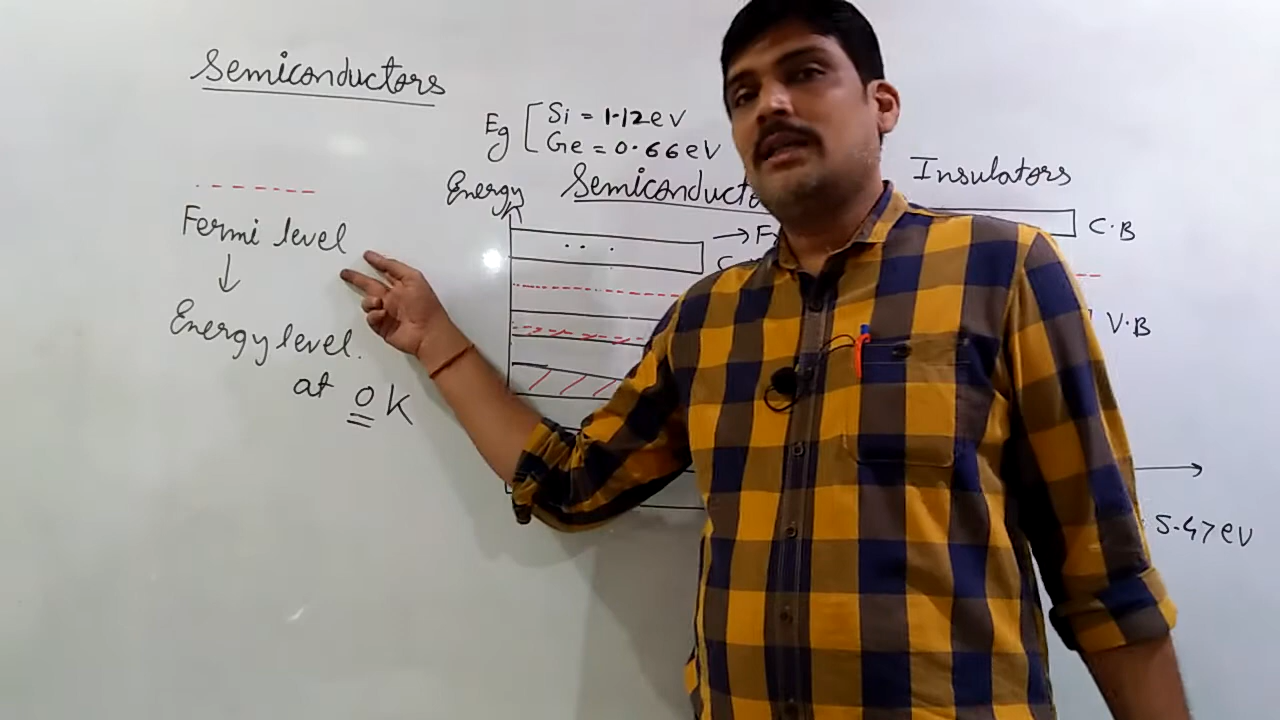 Semiconductors
Eg
Si = 1.12 eV
Ge = 0.66 eV
Energy
Insulators
C.B
Fermi level
↓
Energy level.
at 0 K
V.B
5.47 eV